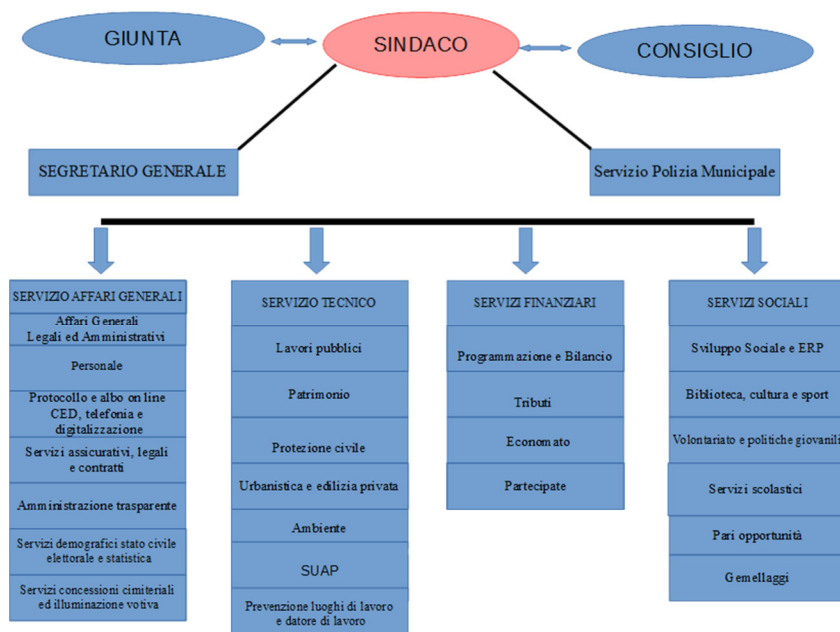 GIUNTA
SINDACO
CONSIGLIO
SEGRETARIO GENERALE
Servizio Polizia Municipale
SERVIZIO AFFARI GENERALI
Affari Generali
Legali ed Amministrativi
Personale
Protocollo e albo on line
CED, telefonia e
digitalizzazione
Servizi assicurativi, legali
e contratti
Amministrazione trasparente
Servizi demografici stato civile
elettorale e statistica
Servizi concessioni cimiteriali
ed illuminazione votiva
SERVIZIO TECNICO
Lavori pubblici
Patrimonio
Protezione civile
Urbanistica e edilizia privata
Ambiente
SUAP
Prevenzione luoghi di lavoro
e datore di lavoro
SERVIZI FINANZIARI
Programmazione e Bilancio
Tributi
Economato
Partecipate
SERVIZI SOCIALI
Sviluppo Sociale e ERP
Biblioteca, cultura e sport
Volontariato e politiche giovanili
Servizi scolastici
Pari opportunità
Gemellaggi